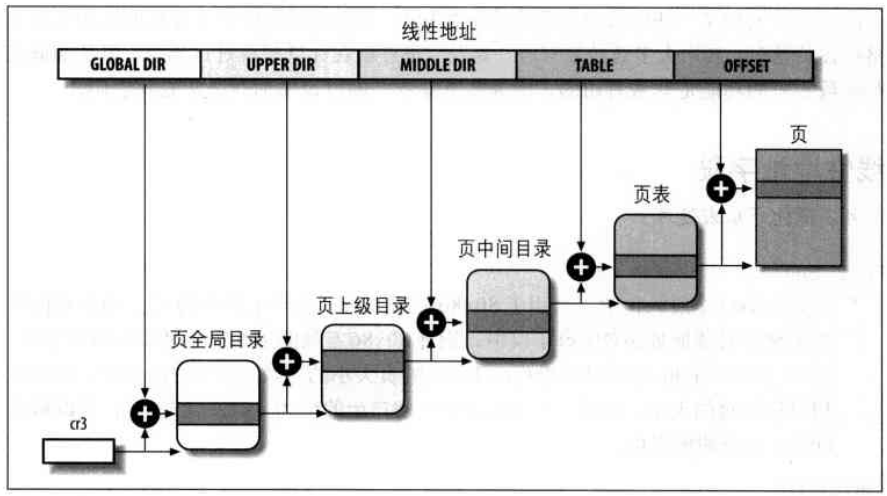 线性地址
GLOBAL DIR
UPPER DIR
MIDDLE DIR
TABLE
OFFSET
页
页表
页中间目录
页上级目录
页全局目录
cr3